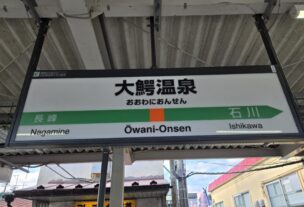 大鰐温泉
おおわにおんせん
長峰
石川
Nagamine
Ōwani-Onsen
Ishikawa